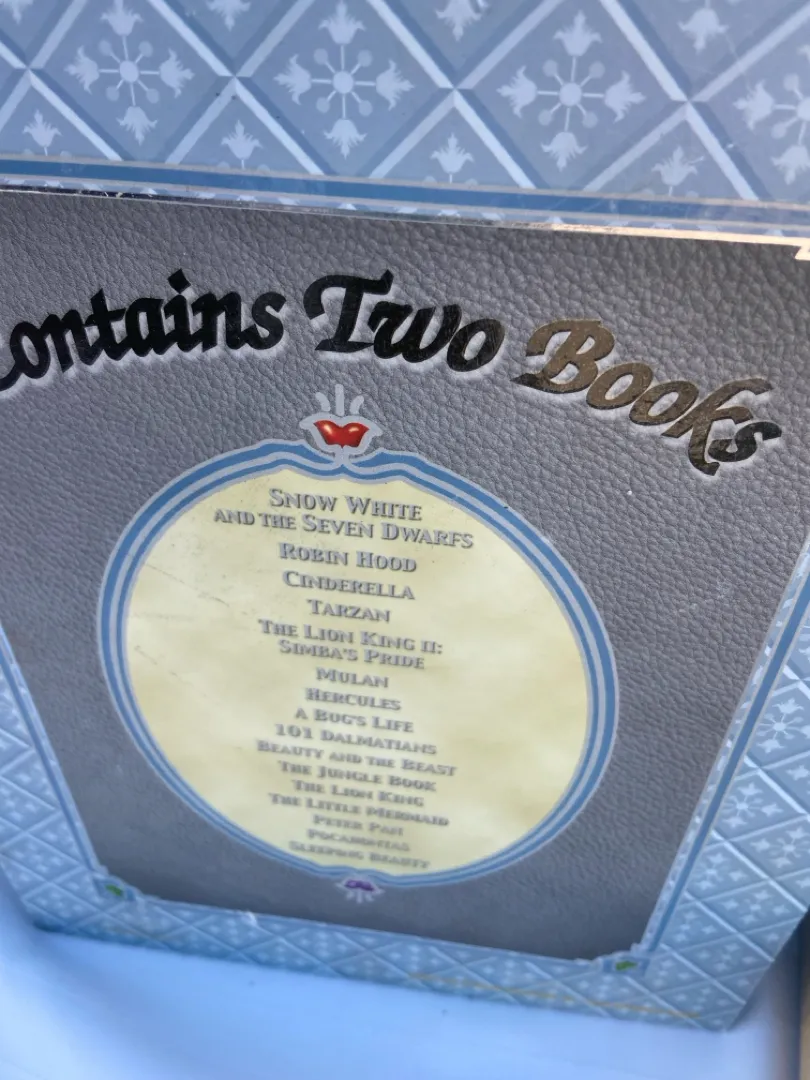 Contains Two Books
SNOW WHITE
AND THE SEVEN DWARFS
ROBIN HOOD
CINDERELLA
TARZAN
THE LION KING II:
SIMBA'S PRIDE
MULAN
HERCULES
A BUG'S LIFE
101 DALMATIANS
BEAUTY AND THE BEAST
THE JUNGLE BOOK
THE LION KING
THE LITTLE MERMAID
PETER PAN
POCAHONTAS
SLEEPING BEAUTY